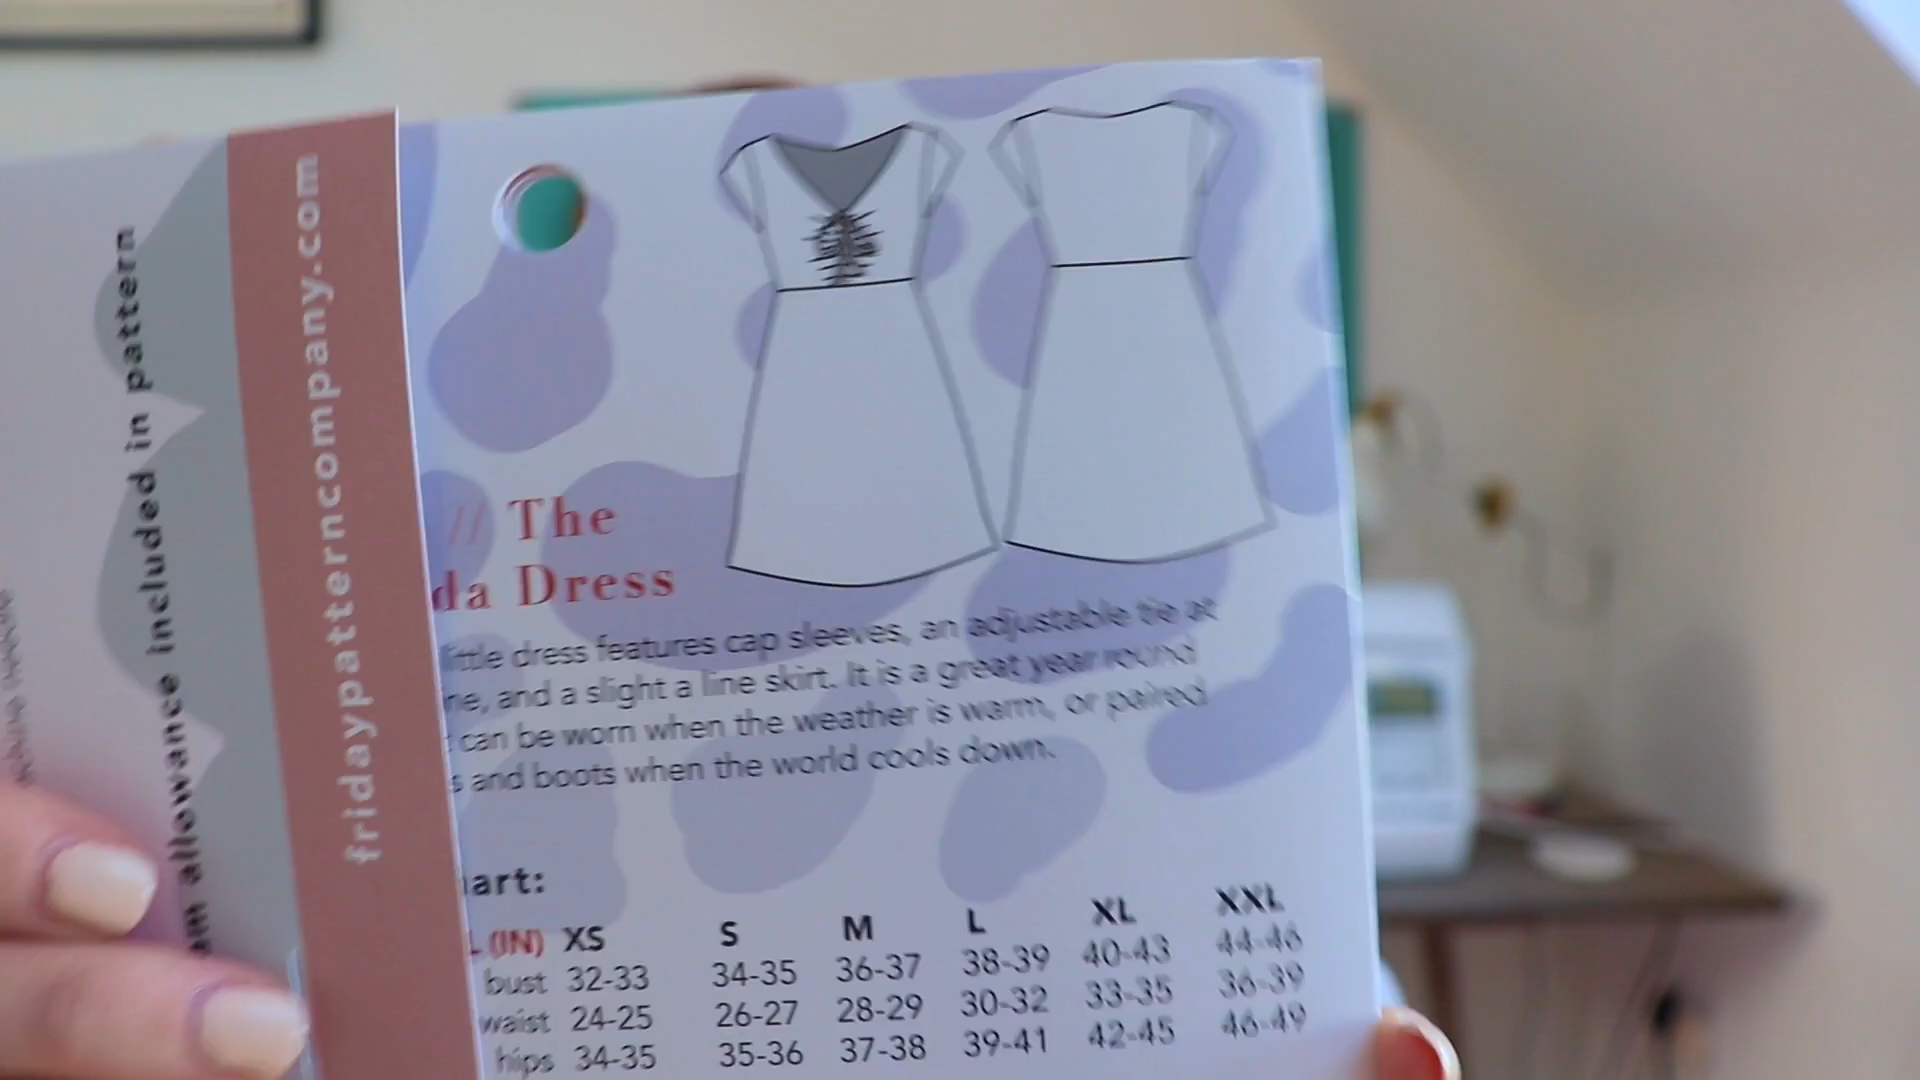 fridaypatterncompany.com
allowance included in pattern
// The
da Dress
little dress features cap sleeves, an adjustable tie at
ne, and a slight a line skirt. It is a great year round
can be worn when the weather is warm, or paired
s and boots when the world cools down.
art:
(IN) XS S M L XL XXL
bust 32-33 34-35 36-37 38-39 40-43 44-46
waist 24-25 26-27 28-29 30-32 33-35 36-39
hips 34-35 35-36 37-38 39-41 42-45 46-49